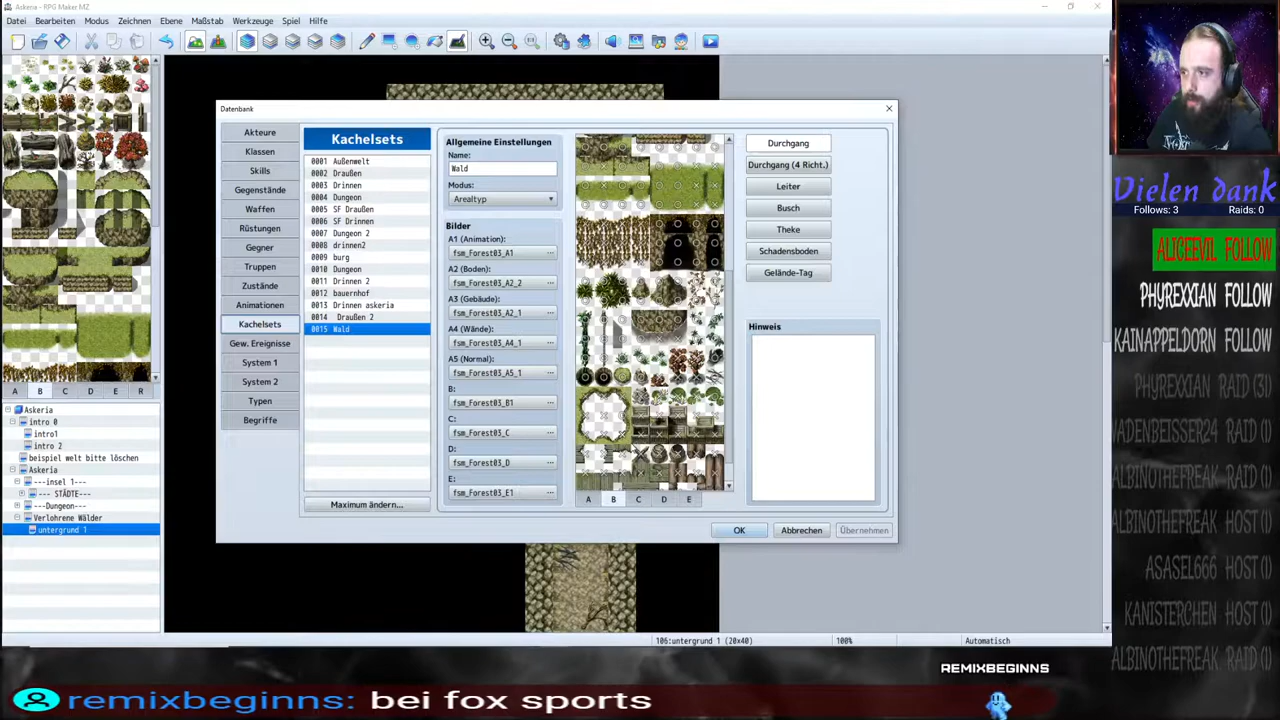 Askeria - RPG Maker MZ
Datei Bearbeiten Modus Zeichnen Ebene Maßstab Werkzeuge Spiel Hilfe
Datenbank
Akteure
Klassen
Skills
Gegenstände
Waffen
Rüstungen
Gegner
Truppen
Zustände
Animationen
Kachelsets
Gew. Ereignisse
System 1
System 2
Typen
Begriffe
Kachelsets
0001 Außenwelt
0002 Draußen
0003 Drinnen
0004 Dungeon
0005 SF Draußen
0006 SF Drinnen
0007 Dungeon 2
0008 drinnen2
0009 burg
0010 Dungeon
0011 Drinnen 2
0012 bauernhof
0013 Drinnen askeria
0014 Draußen 2
0015 Wald
Maximum ändern...
Allgemeine Einstellungen
Name:
Wald
Modus:
Arealtyp
Bilder
A1 (Animation):
fsm_Forest03_A1 ...
A2 (Boden):
fsm_Forest03_A2_2 ...
A3 (Gebäude):
fsm_Forest03_A2_1 ...
A4 (Wände):
fsm_Forest03_A4_1 ...
A5 (Normal):
fsm_Forest03_A5_1 ...
B:
fsm_Forest03_B1 ...
C:
fsm_Forest03_C ...
D:
fsm_Forest03_D ...
E:
fsm_Forest03_E1 ...
A B C D E
Durchgang
Durchgang (4 Richt.)
Leiter
Busch
Theke
Schadensboden
Gelände-Tag
Hinweis
OK Abbrechen Übernehmen
A B C D E R
Askeria
intro 0
intro1
intro 2
beispiel welt bitte löschen
Askeria
---insel 1---
--- STÄDTE---
---Dungeon---
Verlohrene Wälder
untergrund 1
106:untergrund 1 (20x40) 100% Automatisch
Vielen dank
Follows: 3 Raids: 0
ALICEEVIL FOLLOW
PHYREXXIAN FOLLOW
KAINAPPELDORN FOLLOW
PHYREXXIAN RAID (3)
VADENBEISSER24 RAID (1)
ALBINOTHEFREAK HOST (1)
ALBINOTHEFREAK RAID (1)
ASASEL666 HOST (1)
KANISTERCHEN HOST (1)
ALBINOTHEFREAK RAID (1)
REMIXBEGINNS
remixbeginns: bei fox sports